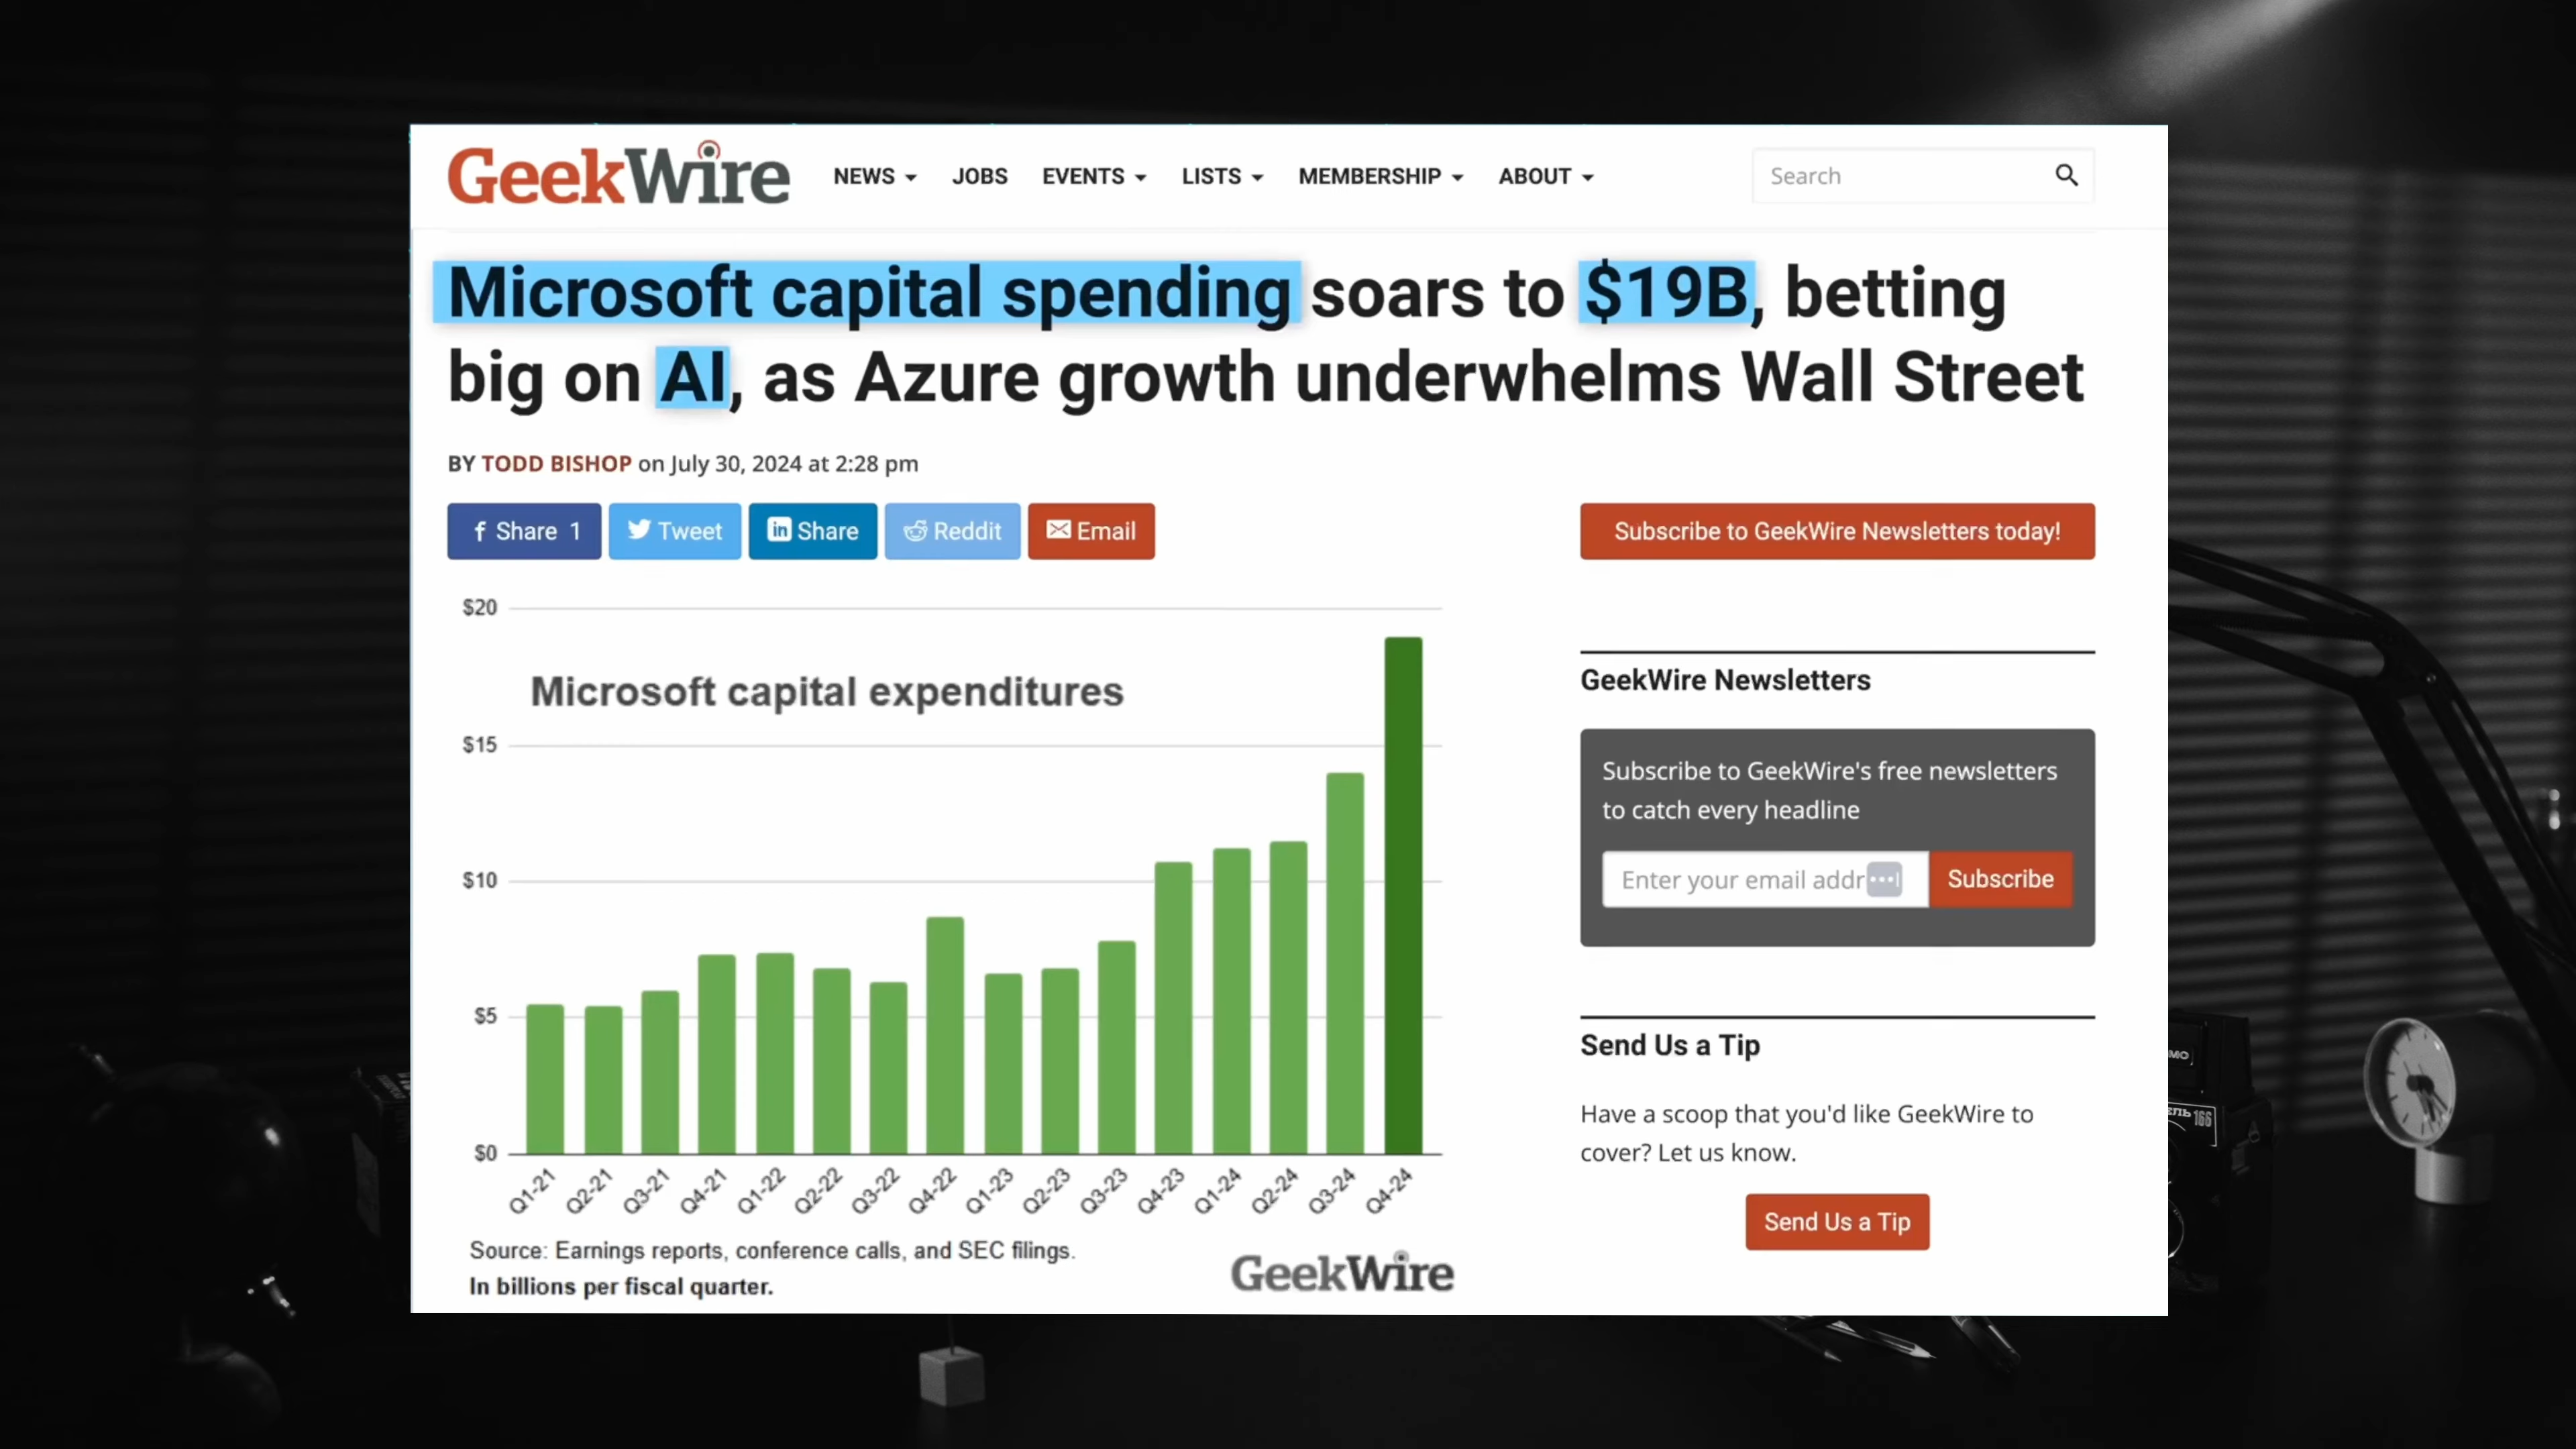 GeekWire
NEWS JOBS EVENTS LISTS MEMBERSHIP ABOUT
Search
Microsoft capital spending soars to $19B, betting
big on AI, as Azure growth underwhelms Wall Street
BY TODD BISHOP on July 30, 2024 at 2:28 pm
f Share 1
Tweet
in Share
Reddit
Email
Subscribe to GeekWire Newsletters today!
Microsoft capital expenditures
$20
$15
$10
$5
$0
Q1-21 Q2-21 Q3-21 Q4-21 Q1-22 Q2-22 Q3-22 Q4-22 Q1-23 Q2-23 Q3-23 Q4-23 Q1-24 Q2-24 Q3-24 Q4-24
Source: Earnings reports, conference calls, and SEC filings.
In billions per fiscal quarter.
GeekWire
GeekWire Newsletters
Subscribe to GeekWire's free newsletters
to catch every headline
Enter your email addr
Subscribe
Send Us a Tip
Have a scoop that you'd like GeekWire to
cover? Let us know.
Send Us a Tip
166